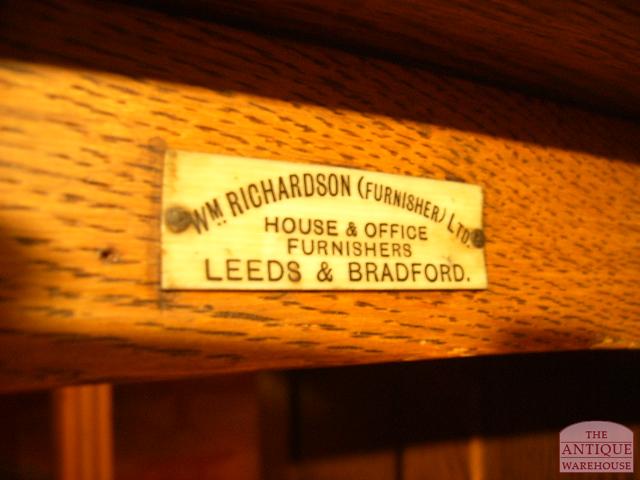 WM. RICHARDSON (FURNISHER) LTD.
HOUSE & OFFICE
FURNISHERS
LEEDS & BRADFORD.
THE
ANTIQUE
WAREHOUSE